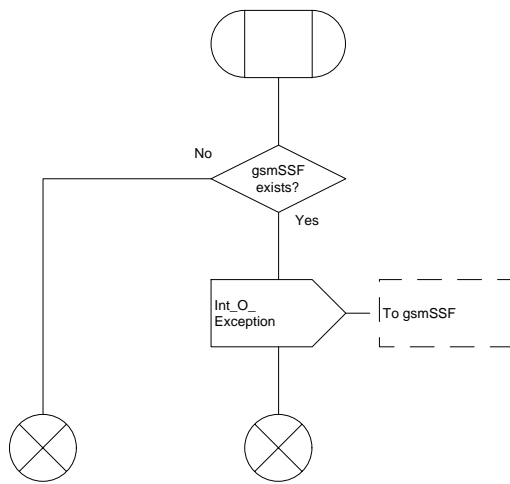 No
gsmSSF
exists?
Yes
Int_O_
Exception
To gsmSSF